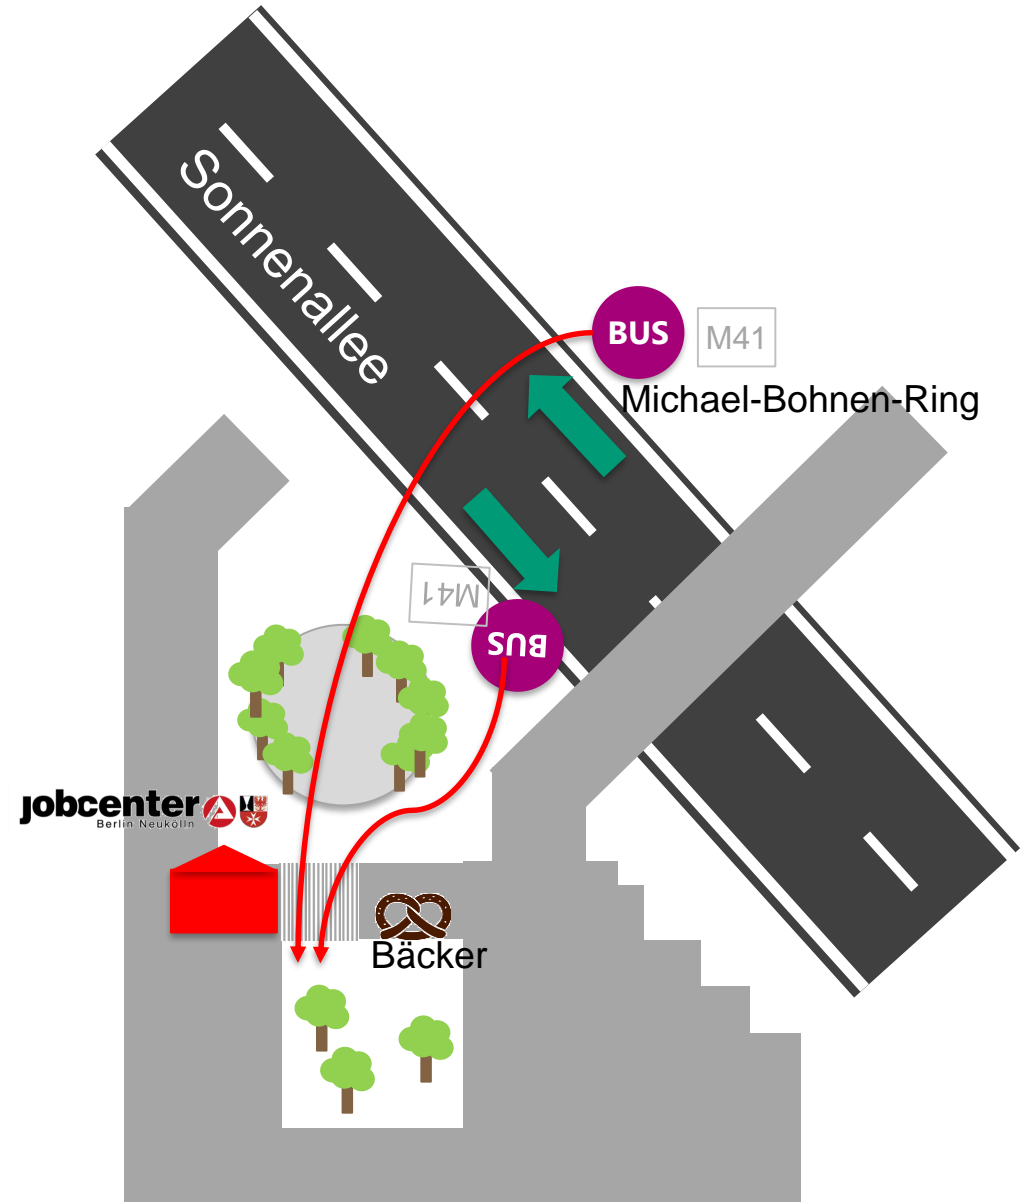 Sonnenallee
BUS
M41
Michael-Bohnen-Ring
M41
BUS
jobcenter
Berlin Neukölln
Bäcker